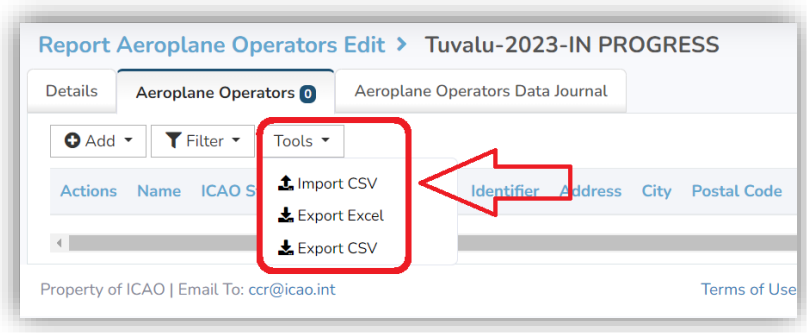 Report Aeroplane Operators Edit > Tuvalu-2023-IN PROGRESS
Details Aeroplane Operators 0 Aeroplane Operators Data Journal
Add Filter Tools
Actions Name ICAO S Identifier Address City Postal Code
Import CSV
Export Excel
Export CSV
Property of ICAO | Email To: ccr@icao.int Terms of Use